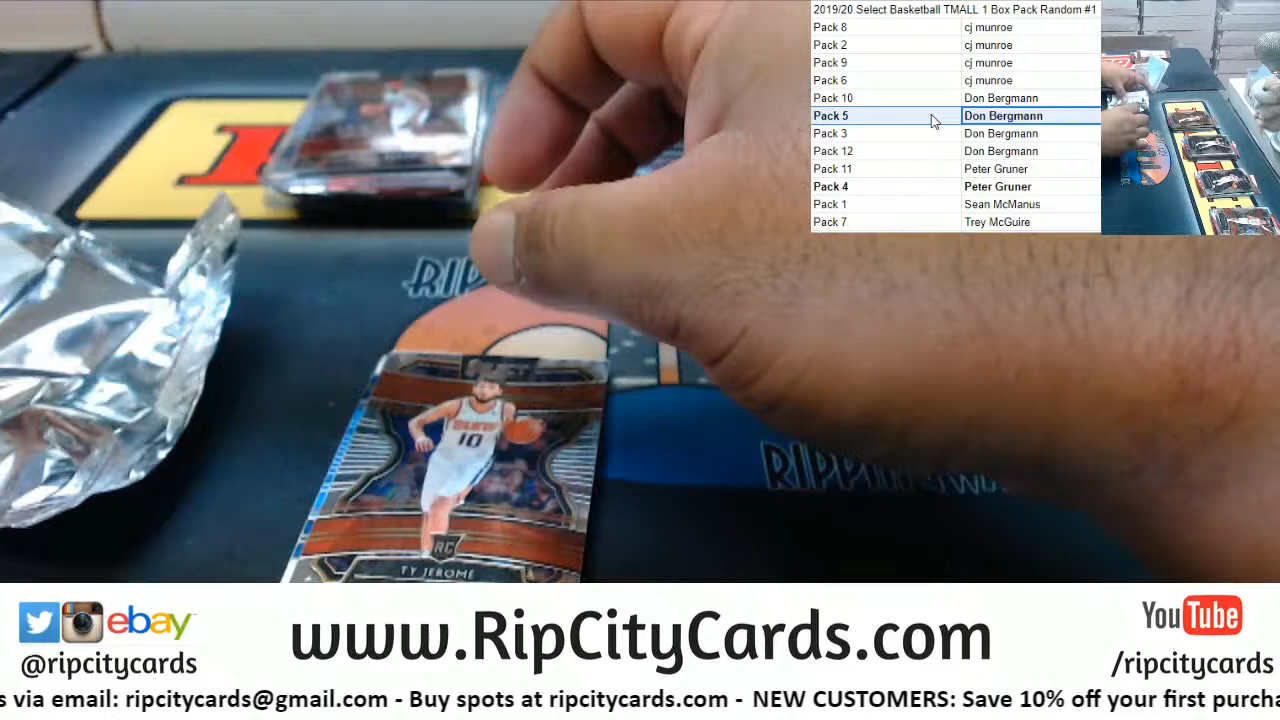 2019/20 Select Basketball TMALL 1 Box Pack Random #1
Pack 8 cj munroe
Pack 2 cj munroe
Pack 9 cj munroe
Pack 6 cj munroe
Pack 10 Don Bergmann
Pack 5 Don Bergmann
Pack 3 Don Bergmann
Pack 12 Don Bergmann
Pack 11 Peter Gruner
Pack 4 Peter Gruner
Pack 1 Sean McManus
Pack 7 Trey McGuire
10
RC
TY JEROME
ebay
@ripcitycards
www.RipCityCards.com
YouTube
/ripcitycards
s via email: ripcitycards@gmail.com - Buy spots at ripcitycards.com - NEW CUSTOMERS: Save 10% off your first purcha